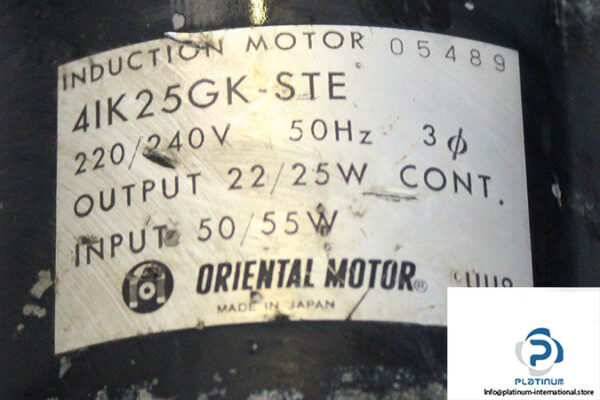 INDUCTION MOTOR 05489
4IK25GK-STE
220/240V 50Hz 3ϕ
OUTPUT 22/25W CONT.
INPUT 50/55W
ORIENTAL MOTOR®
MADE IN JAPAN
PLATINUM
Info@platinum-international.store